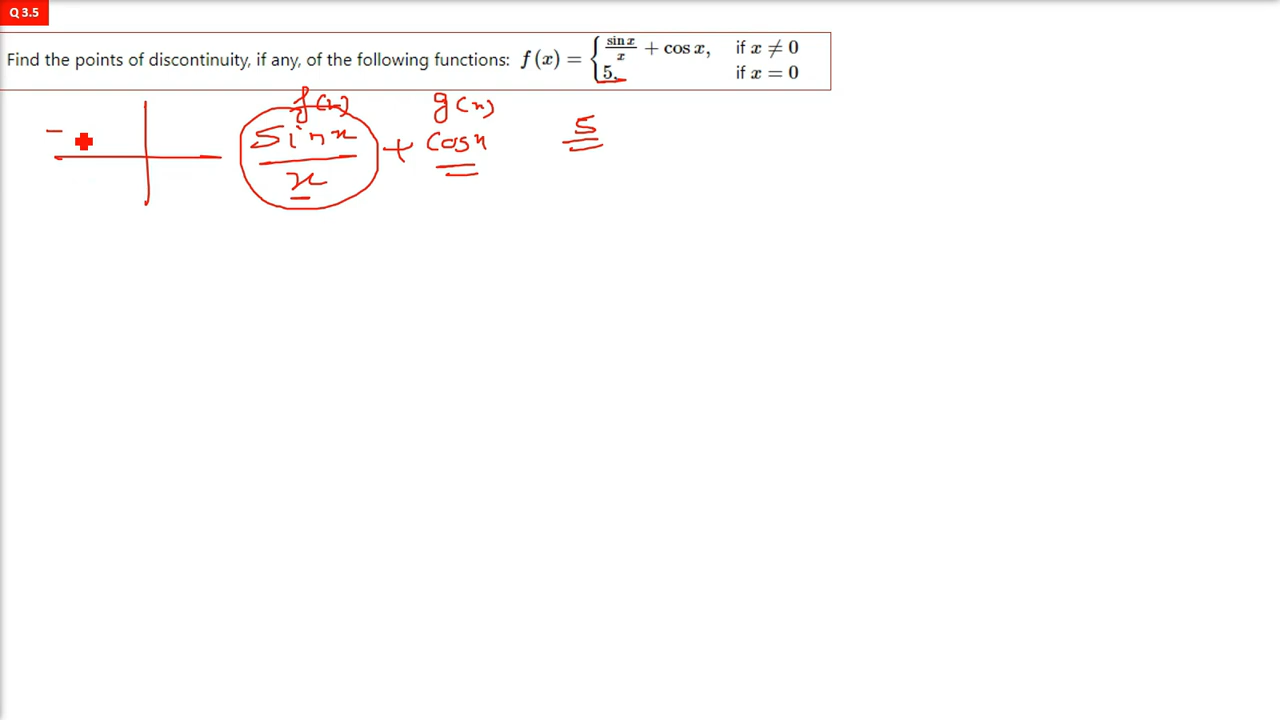 Q 3.5
Find the points of discontinuity, if any, of the following functions: f(x) = { sin x / x + cos x, if x ≠ 0
5, if x = 0
f(x) g(x)
sin x / x + cos x 5